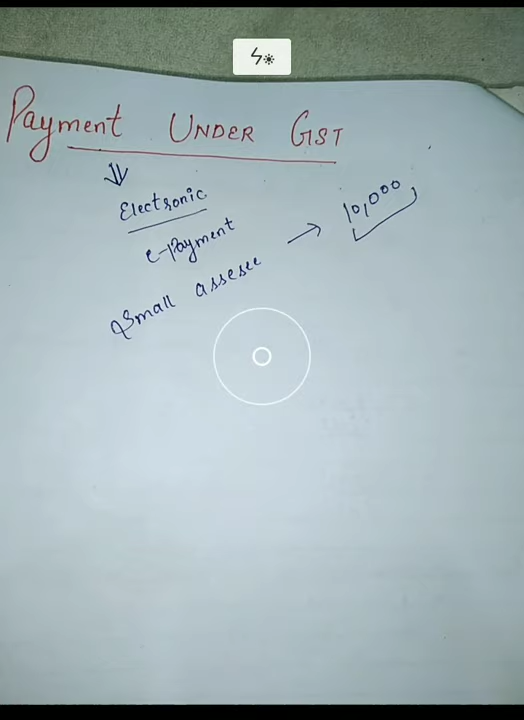 Payment UNDER GST
Electronic
e-Payment
Small assesee → 10,000